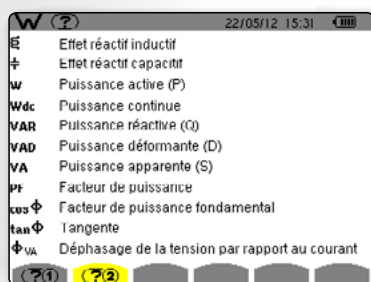 W (?) 22/05/12 15:31
Effet réactif inductif
Effet réactif capacitif
W Puissance active (P)
Wdc Puissance continue
VAR Puissance réactive (Q)
VAD Puissance déformante (D)
VA Puissance apparente (S)
PF Facteur de puissance
cos Φ Facteur de puissance fondamental
tan Φ Tangente
Φ VA Déphasage de la tension par rapport au courant
(?① (?②